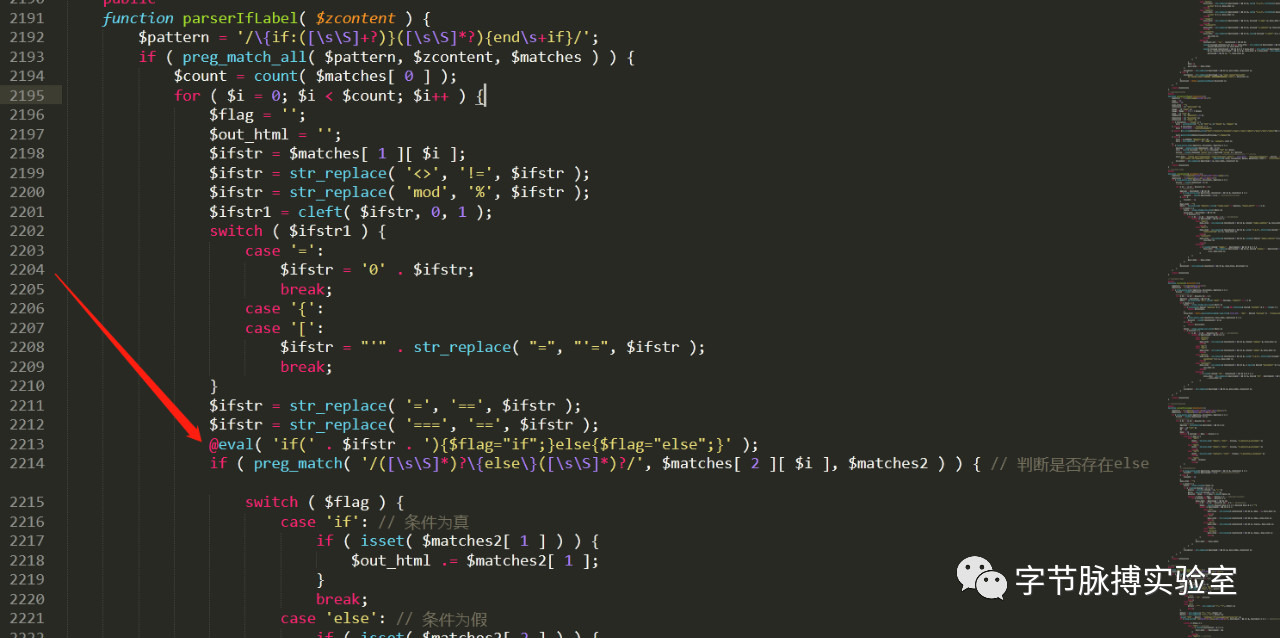 2190 public
2191 function parserIfLabel( $zcontent ) {
2192 $pattern = '/\{if:([\s\S]+?)}([\s\S]*?){end\s+if}/';
2193 if ( preg_match_all( $pattern, $zcontent, $matches ) ) {
2194 $count = count( $matches[ 0 ] );
2195 for ( $i = 0; $i < $count; $i++ ) {
2196 $flag = '';
2197 $out_html = '';
2198 $ifstr = $matches[ 1 ][ $i ];
2199 $ifstr = str_replace( '<>', '!=', $ifstr );
2200 $ifstr = str_replace( 'mod', '%', $ifstr );
2201 $ifstr1 = cleft( $ifstr, 0, 1 );
2202 switch ( $ifstr1 ) {
2203 case '=':
2204 $ifstr = '0' . $ifstr;
2205 break;
2206 case '{':
2207 case '[':
2208 $ifstr = "'" . str_replace( "=", "'=", $ifstr );
2209 break;
2210 }
2211 $ifstr = str_replace( '=', '==', $ifstr );
2212 $ifstr = str_replace( '===', '==', $ifstr );
2213 @eval( 'if(' . $ifstr . '){$flag="if";}else{$flag="else";}' );
2214 if ( preg_match( '/([\s\S]*)?\{else\}([\s\S]*)?/', $matches[ 2 ][ $i ], $matches2 ) ) { // 判断是否存在else
2215 switch ( $flag ) {
2216 case 'if': // 条件为真
2217 if ( isset( $matches2[ 1 ] ) ) {
2218 $out_html .= $matches2[ 1 ];
2219 }
2220 break;
2221 case 'else': // 条件为假
2222 if ( isset( $matches2[ 2 ] ) ) {
字节脉搏实验室